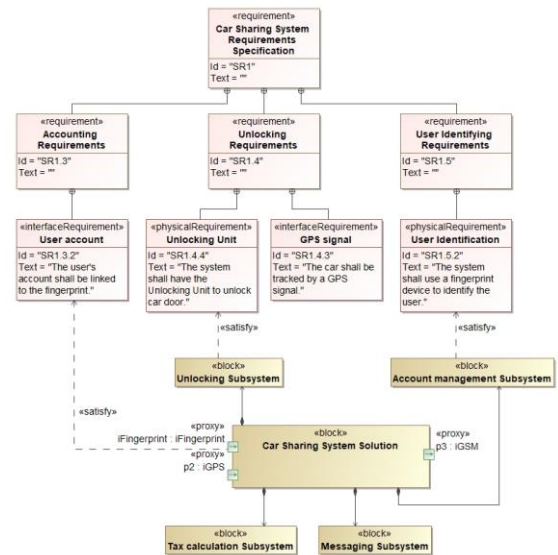 «requirement»
Car Sharing System
Requirements
Specification
Id = "SR1"
Text = ""
«requirement»
Accounting
Requirements
Id = "SR1.3"
Text = ""
«requirement»
Unlocking
Requirements
Id = "SR1.4"
Text = ""
«requirement»
User Identifying
Requirements
Id = "SR1.5"
Text = ""
«interfaceRequirement»
User account
Id = "SR1.3.2"
Text = "The user's
account shall be linked
to the fingerprint."
«physicalRequirement»
Unlocking Unit
Id = "SR1.4.4"
Text = "The system
shall have the
Unlocking Unit to unlock
car door."
«interfaceRequirement»
GPS signal
Id = "SR1.4.3"
Text = "The car shall be
tracked by a GPS
signal."
«physicalRequirement»
User Identification
Id = "SR1.5.2"
Text = "The system
shall use a fingerprint
device to identify the
user."
«satisfy»
«satisfy»
«block»
Unlocking Subsystem
«block»
Account management Subsystem
«satisfy»
«proxy»
iFingerprint : iFingerprint
«proxy»
p2 : iGPS
«block»
Car Sharing System Solution
«proxy»
p3 : iGSM
«block»
Tax calculation Subsystem
«block»
Messaging Subsystem